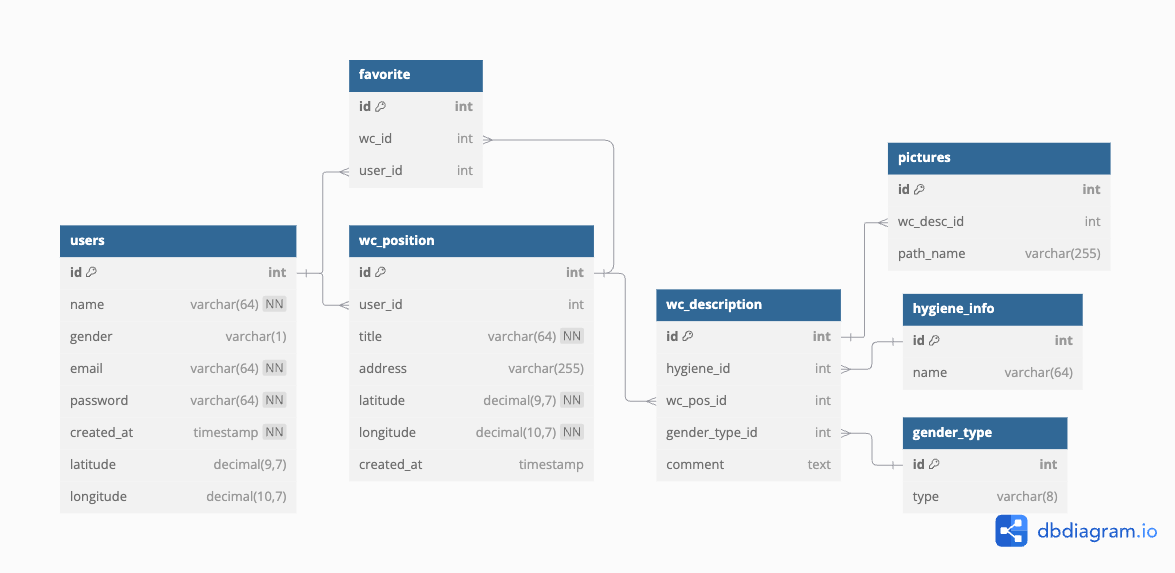 favorite
id int
wc_id int
user_id int
users
id int
name varchar(64) NN
gender varchar(1)
email varchar(64) NN
password varchar(64) NN
created_at timestamp NN
latitude decimal(9,7)
longitude decimal(10,7)
wc_position
id int
user_id int
title varchar(64) NN
address varchar(255)
latitude decimal(9,7) NN
longitude decimal(10,7) NN
created_at timestamp
wc_description
id int
hygiene_id int
wc_pos_id int
gender_type_id int
comment text
pictures
id int
wc_desc_id int
path_name varchar(255)
hygiene_info
id int
name varchar(64)
gender_type
id int
type varchar(8)
dbdiagram.io